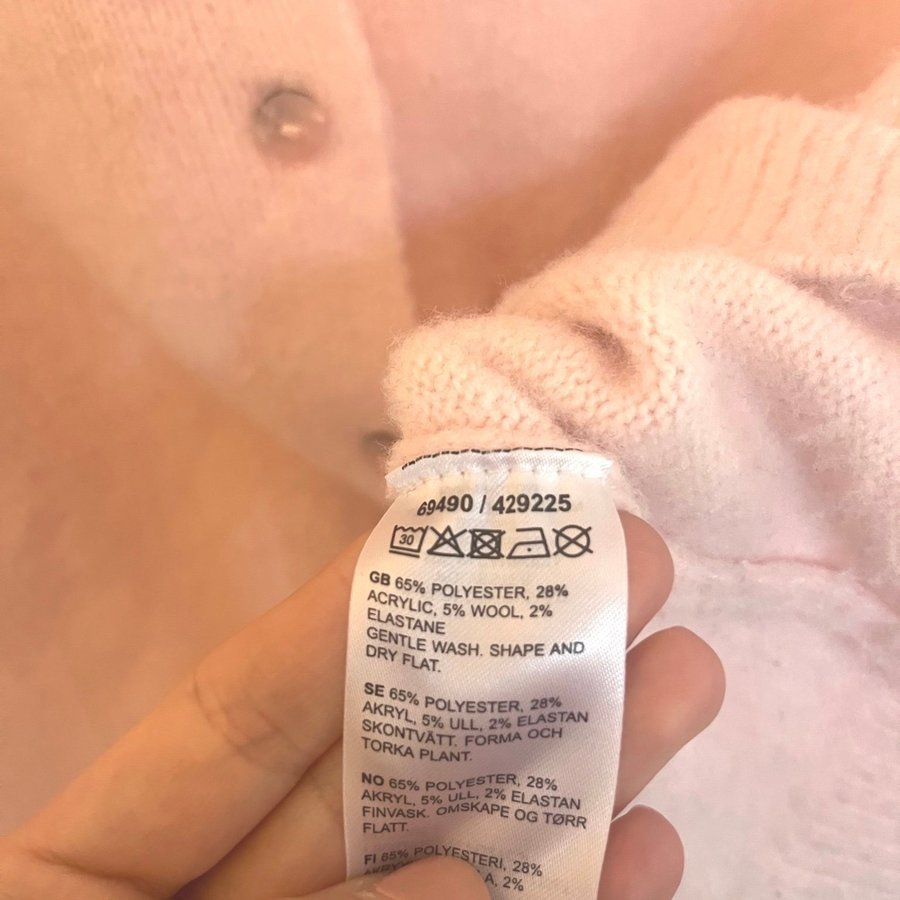 69490 / 429225
30
GB 65% POLYESTER, 28%
ACRYLIC, 5% WOOL, 2%
ELASTANE
GENTLE WASH. SHAPE AND
DRY FLAT.
SE 65% POLYESTER, 28%
AKRYL, 5% ULL, 2% ELASTAN
SKONTVÄTT. FORMA OCH
TORKA PLANT.
NO 65% POLYESTER, 28%
AKRYL, 5% ULL, 2% ELASTAN
FINVASK. OMSKAPE OG TØRR
FLATT.
FI 65% POLYESTERI, 28%
2%